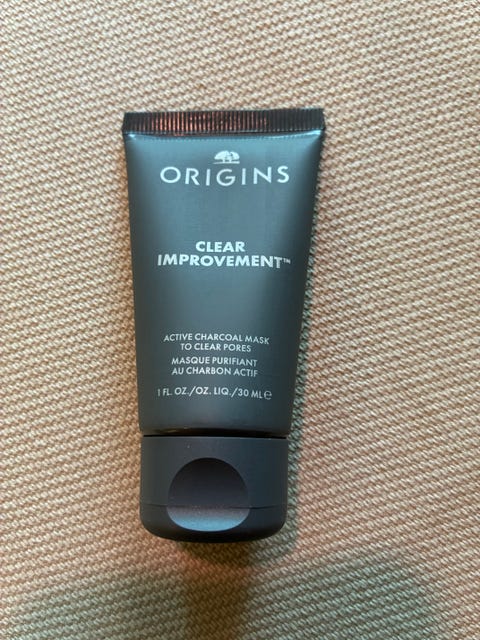 ORIGINS
CLEAR
IMPROVEMENT™
ACTIVE CHARCOAL MASK
TO CLEAR PORES
MASQUE PURIFIANT
AU CHARBON ACTIF
1 FL. OZ./OZ. LIQ./30 ML℮